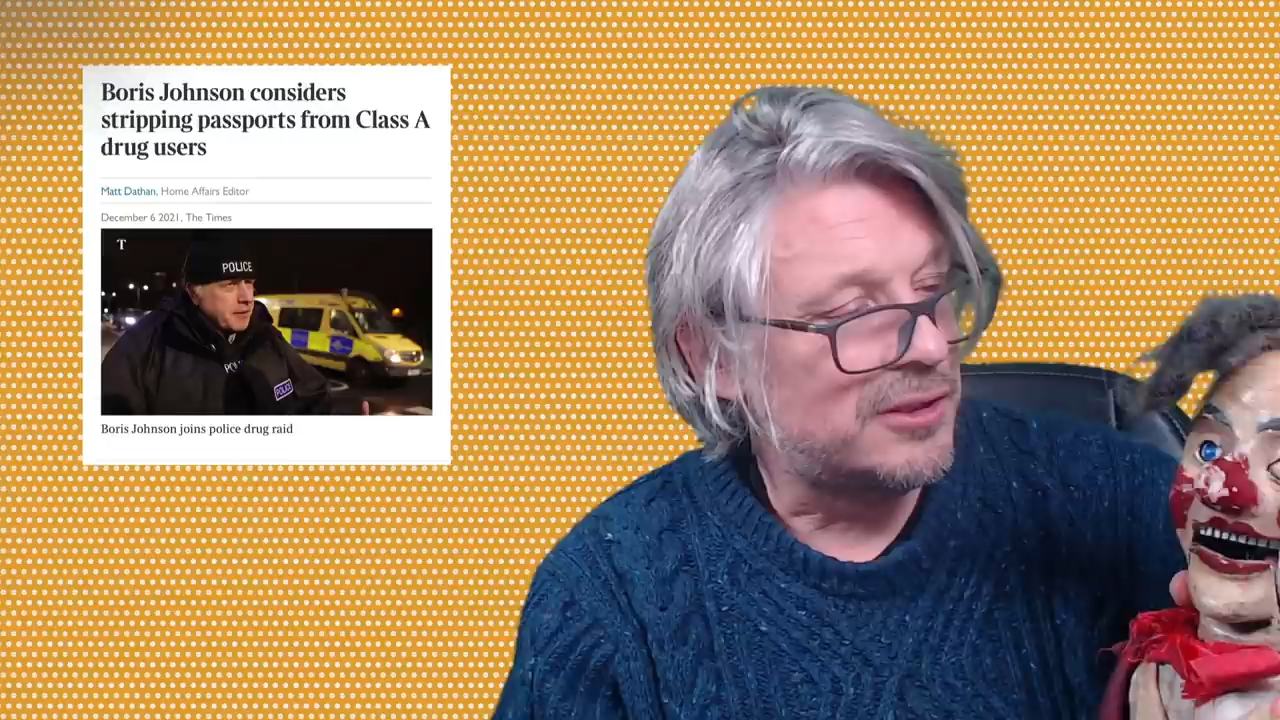 Boris Johnson considers
stripping passports from Class A
drug users
Matt Dathan, Home Affairs Editor
December 6 2021, The Times
T
POLICE
POLICE
Boris Johnson joins police drug raid